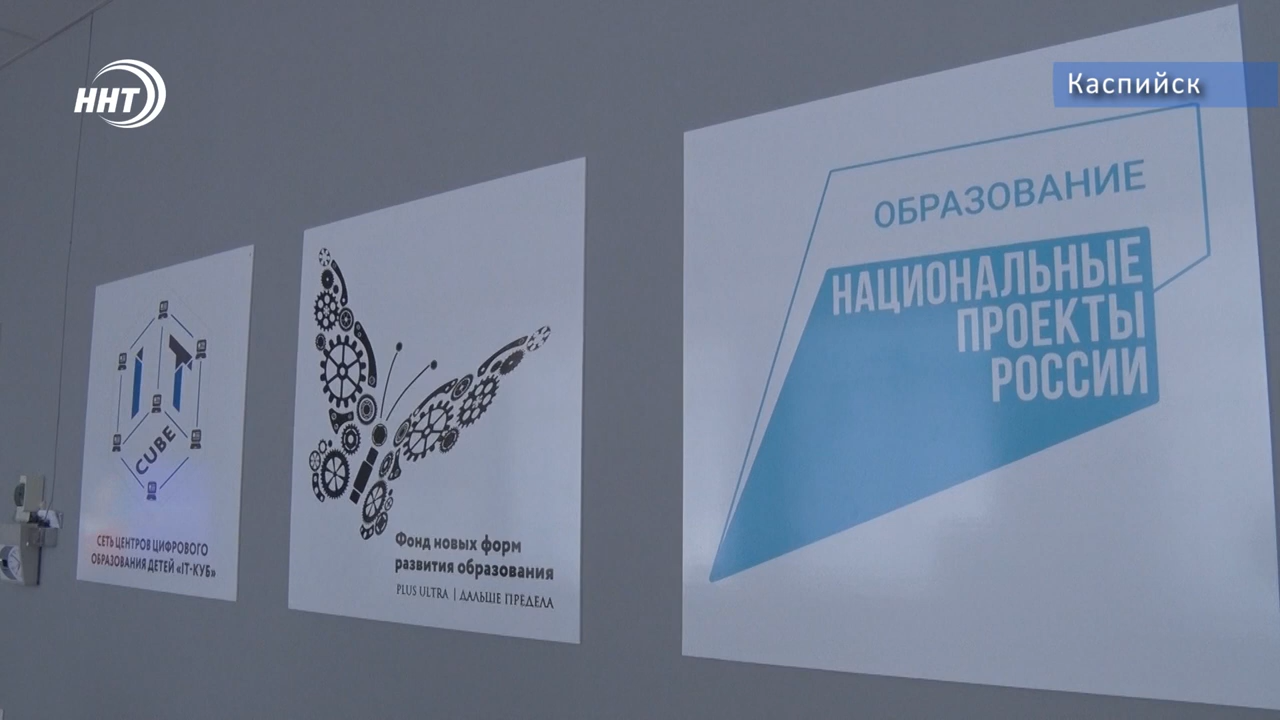 ННТ
Каспийск
IT
CUBE
СЕТЬ ЦЕНТРОВ ЦИФРОВОГО
ОБРАЗОВАНИЯ ДЕТЕЙ «IT-КУБ»
Фонд новых форм
развития образования
PLUS ULTRA | ДАЛЬШЕ ПРЕДЕЛА
ОБРАЗОВАНИЕ
НАЦИОНАЛЬНЫЕ
ПРОЕКТЫ
РОССИИ